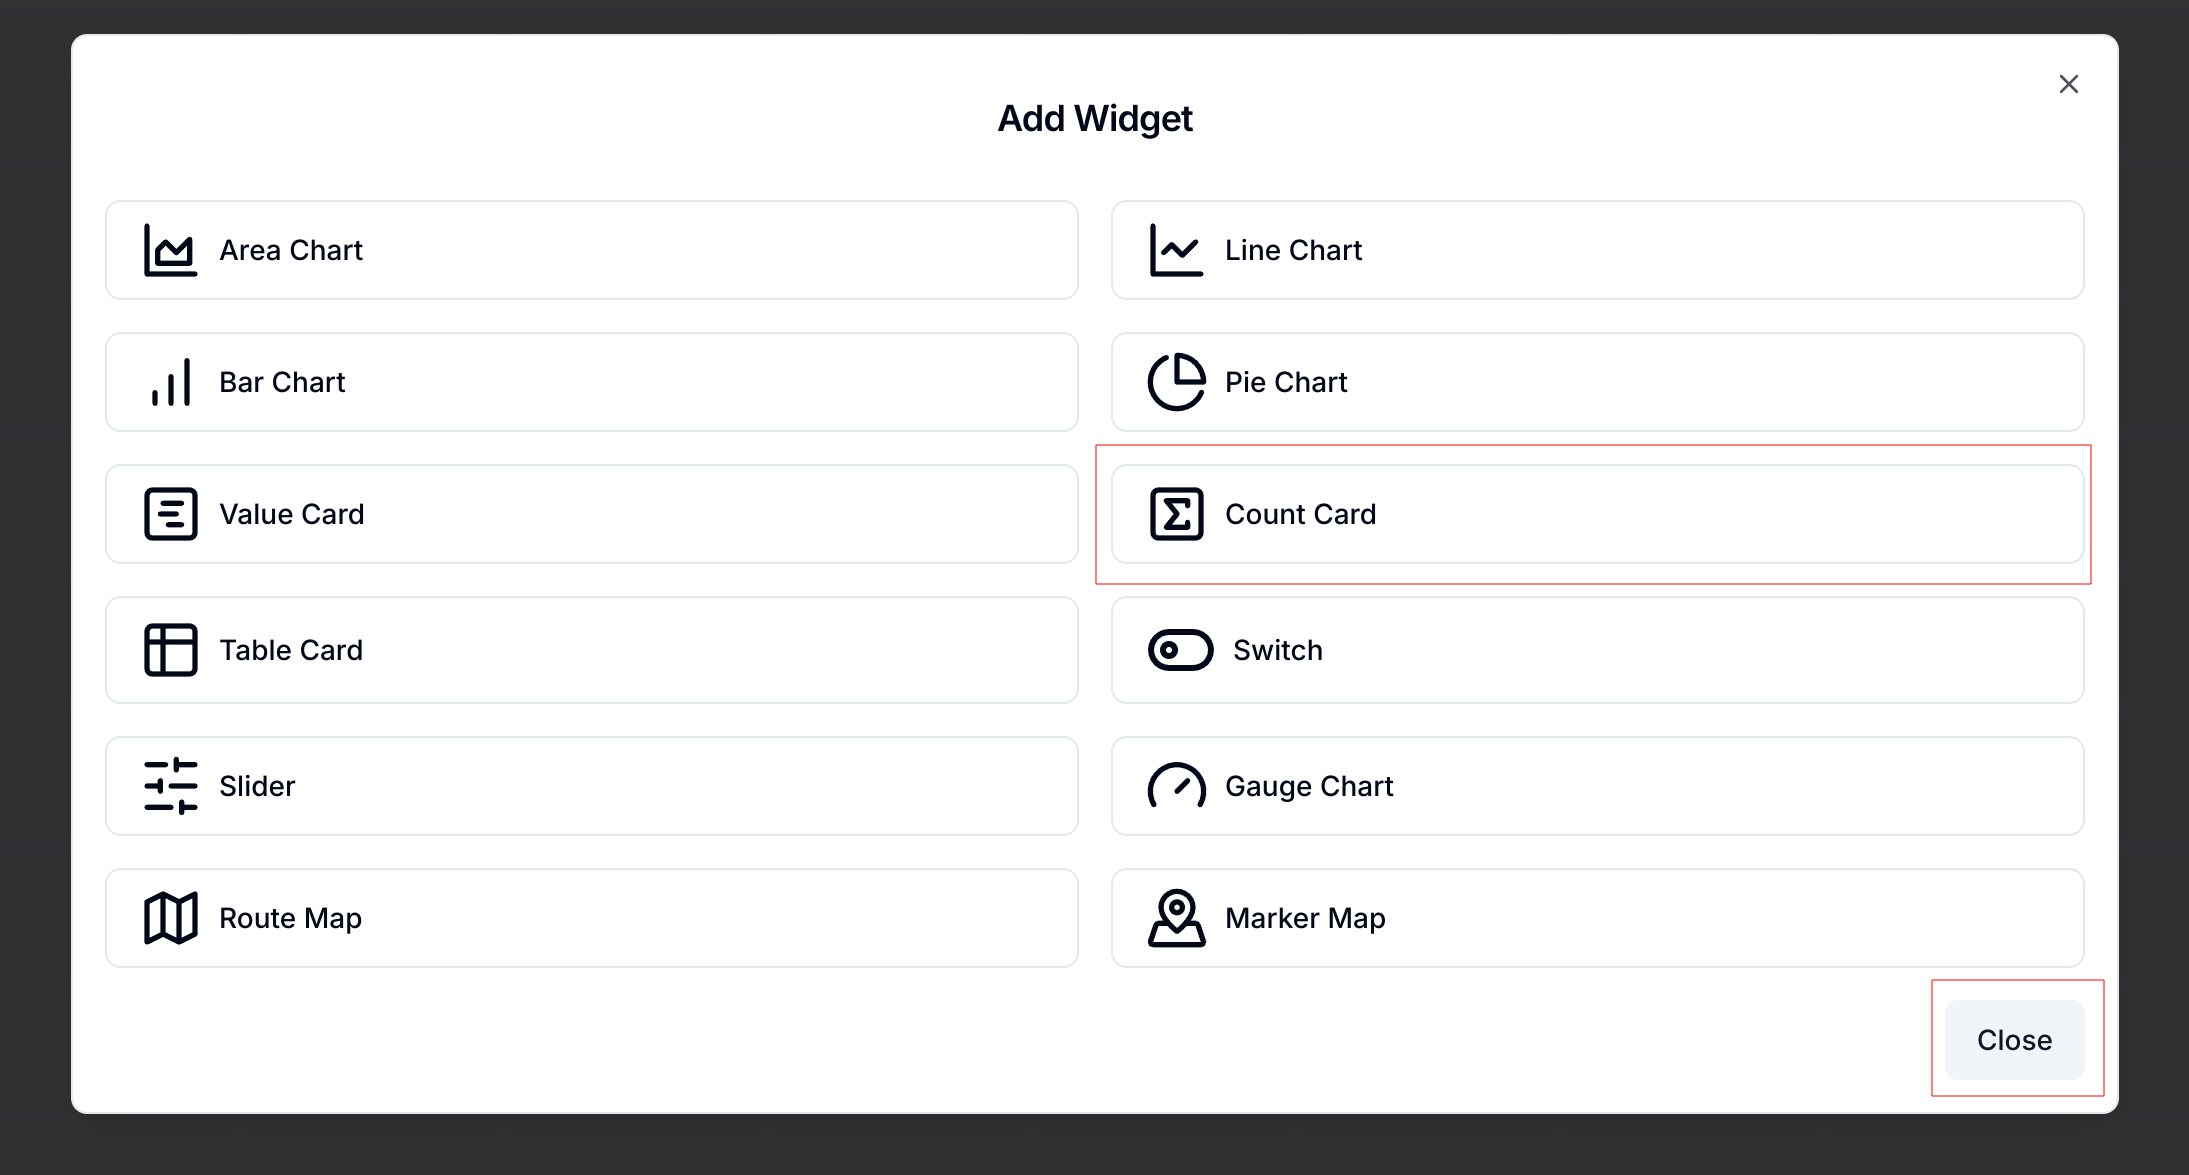 Add Widget
Area Chart
Line Chart
Bar Chart
Pie Chart
Value Card
Count Card
Table Card
Switch
Slider
Gauge Chart
Route Map
Marker Map
Close